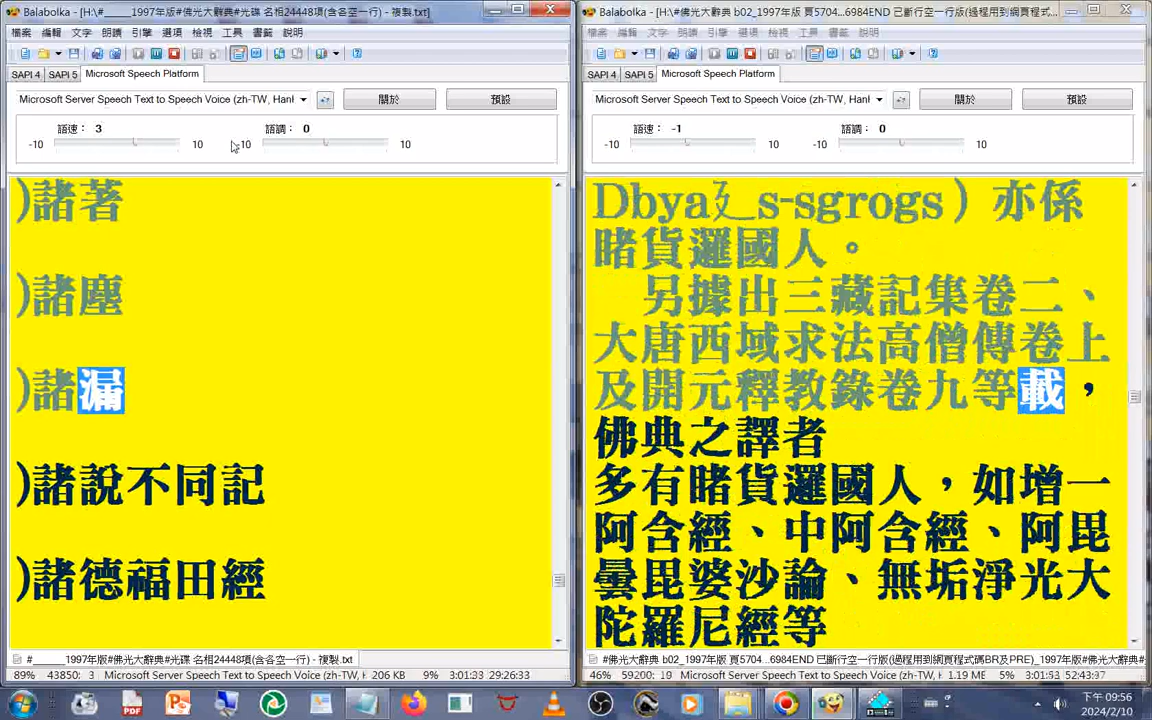 Balabolka - [H:\#_____1997年版#佛光大辭典#光碟 名相24448項(含各空一行) - 複製.txt]
檔案 編輯 文字 朗讀 引擎 選項 檢視 工具 書籤 說明
SAPI 4 SAPI 5 Microsoft Speech Platform
Microsoft Server Speech Text to Speech Voice (zh-TW, Hanl
關於 預設
語速： 3 語調： 0
-10 10 -10 10
)諸著
)諸塵
)諸漏
)諸說不同記
)諸德福田經
#_____1997年版#佛光大辭典#光碟 名相24448項(含各空一行) - 複製.txt
89% 43850: 3 Microsoft Server Speech Text to Speech Voice (zh-TW, H 206 KB 9% 3:01:33 29:26:33
Balabolka - [H:\#佛光大辭典 b02_1997年版 頁5704...6984END 已斷行空一行版(過程用到網頁程式...
檔案 編輯 文字 朗讀 引擎 選項 檢視 工具 書籤 說明
SAPI 4 SAPI 5 Microsoft Speech Platform
Microsoft Server Speech Text to Speech Voice (zh-TW, Hanl
關於 預設
語速： -1 語調： 0
-10 10 -10 10
s-sgrogs）亦係
睹貨邏國人。
另據出三藏記集卷二、
大唐西域求法高僧傳卷上
及開元釋教錄卷九等載，
佛典之譯者
多有睹貨邏國人，如增一
阿含經、中阿含經、阿毘
曇毘婆沙論、無垢淨光大
陀羅尼經等
#佛光大辭典 b02_1997年版 頁5704...6984END 已斷行空一行版(過程用到網頁程式碼BR及PRE)_1997年版#佛光大辭典#
46% 59200: Microsoft Server Speech Text to Speech Voice (zh-TW, H 1.19 ME 5% 3:01:53 52:43:97
下午 09:56
2024/2/10